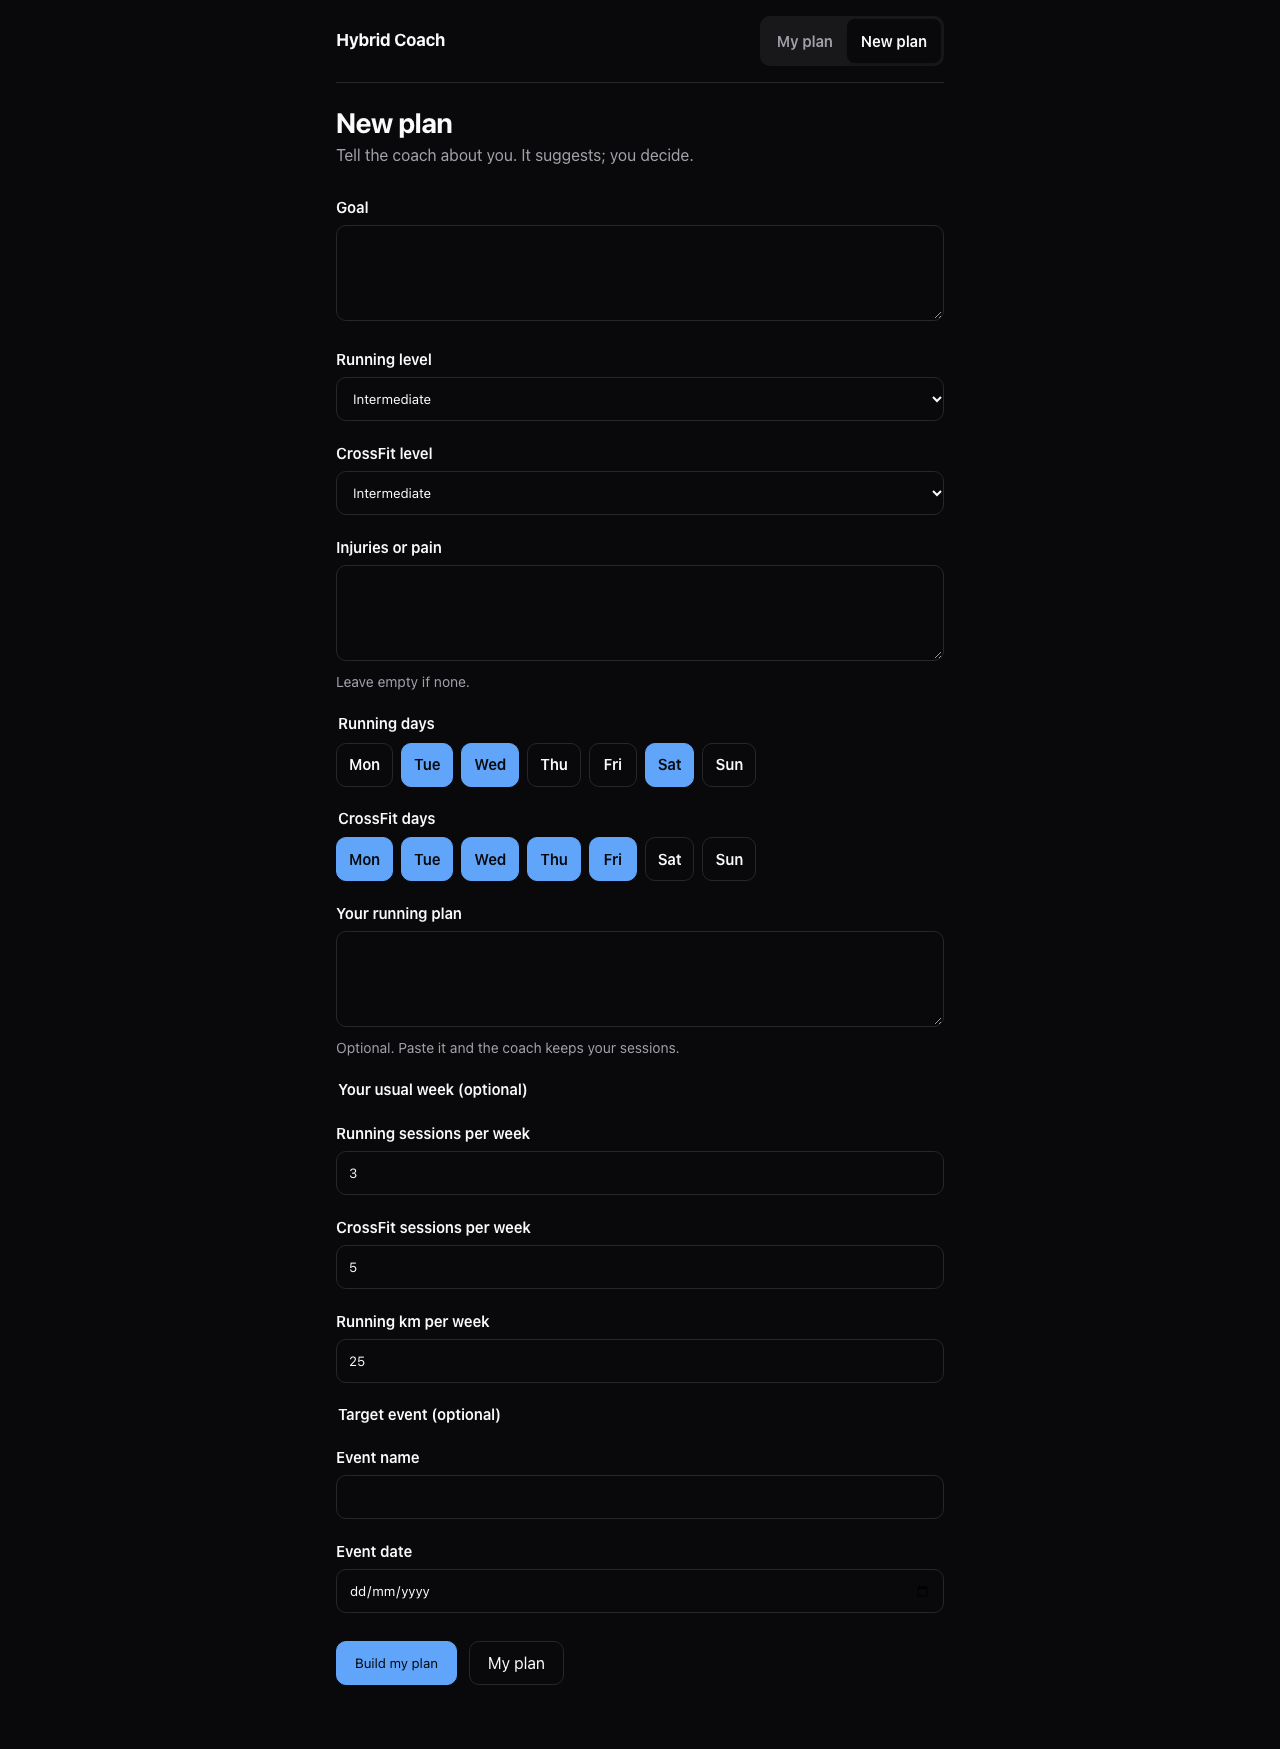 Hybrid Coach
My plan
New plan
New plan
Tell the coach about you. It suggests; you decide.
Goal
Running level
Intermediate
CrossFit level
Intermediate
Injuries or pain
Leave empty if none.
Running days
Mon Tue Wed Thu Fri Sat Sun
CrossFit days
Mon Tue Wed Thu Fri Sat Sun
Your running plan
Optional. Paste it and the coach keeps your sessions.
Your usual week (optional)
Running sessions per week
3
CrossFit sessions per week
5
Running km per week
25
Target event (optional)
Event name
Event date
dd/mm/yyyy
Build my plan
My plan